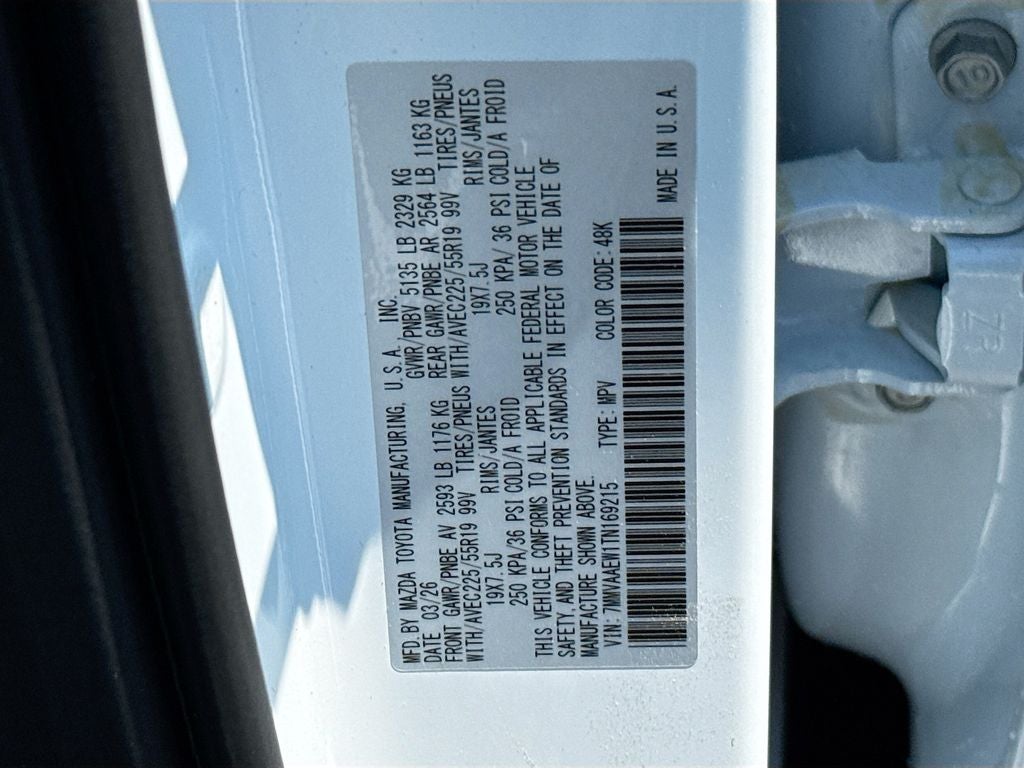 MFD.BY MAZDA TOYOTA MANUFACTURING, U.S.A. INC.
DATE 03/26 GVWR/PNBV 5135 LB 2329 KG
FRONT GAWR/PNBE AV 2593 LB 1176 KG REAR GAWR/PNBE AR 2564 LB 1163 KG
WITH/AVEC225/55R19 99V TIRES/PNEUS WITH/AVEC225/55R19 99V TIRES/PNEUS
19X7.5J RIMS/JANTES 19X7.5J RIMS/JANTES
250 KPA/36 PSI COLD/A FROID 250 KPA/ 36 PSI COLD/A FROID
THIS VEHICLE CONFORMS TO ALL APPLICABLE FEDERAL MOTOR VEHICLE
SAFETY, AND THEFT PREVENTION STANDARDS IN EFFECT ON THE DATE OF
MANUFACTURE SHOWN ABOVE.
VIN: 7MMVAAEW1TN169215 TYPE: MPV COLOR CODE: 48K
MADE IN U.S.A.
10
ZR